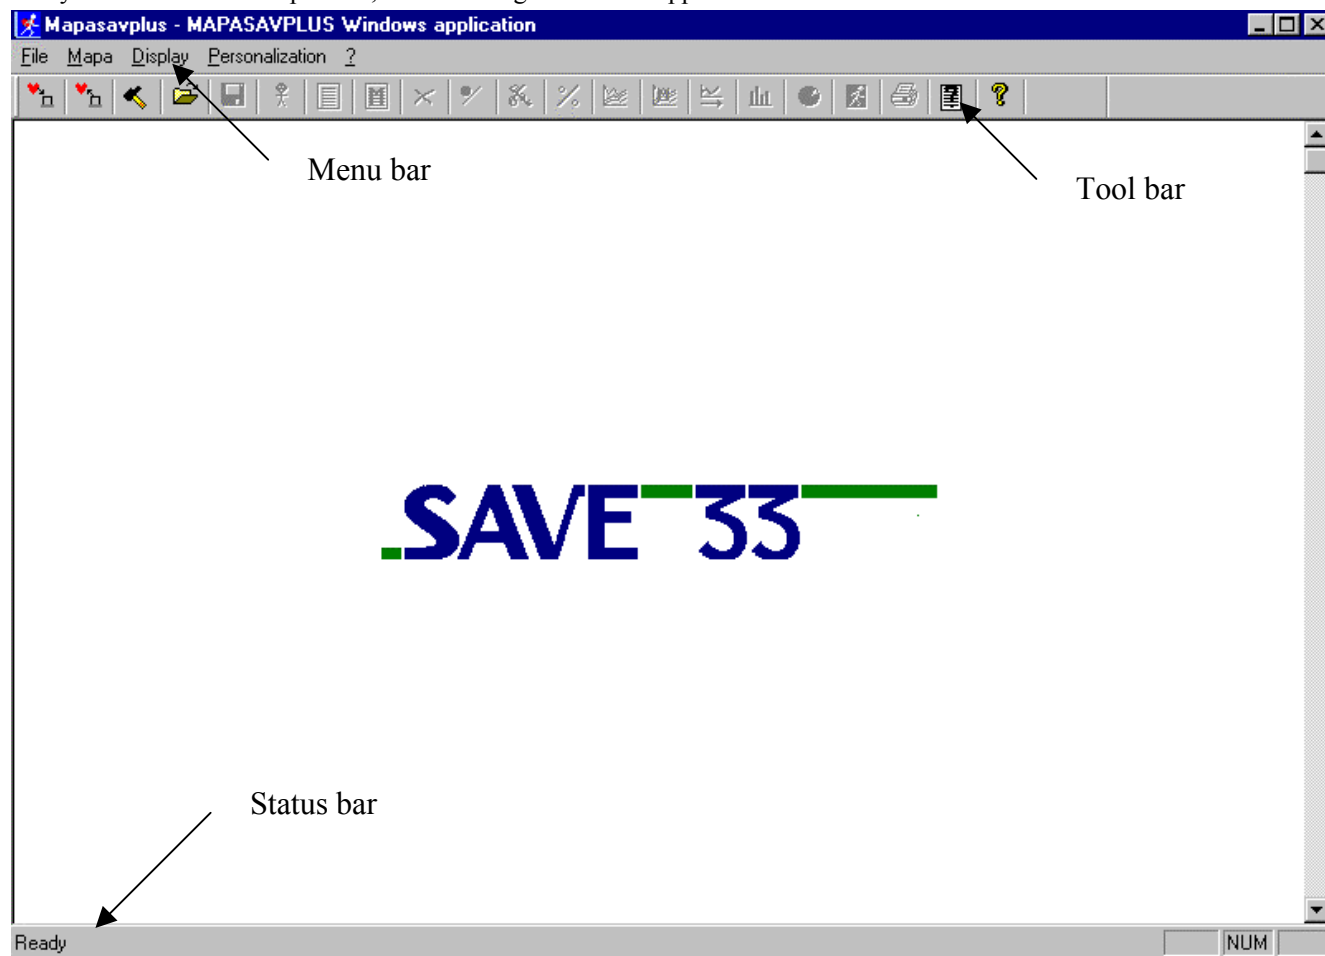 Mapasavplus - MAPASAVPLUS Windows application
File Mapa Display Personalization ?
Menu bar
Tool bar
SAVE 33
Status bar
Ready NUM